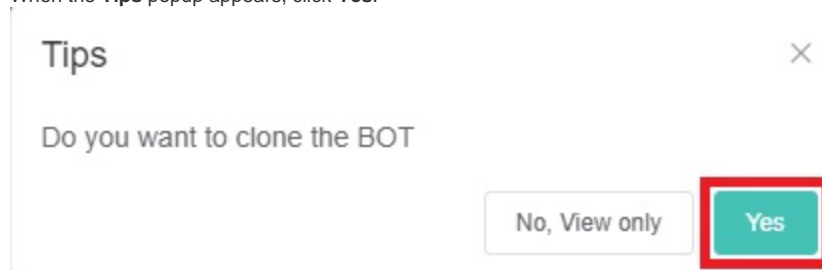 When the Tips popup appears, click Yes.
Tips
Do you want to clone the BOT
No, View only
Yes